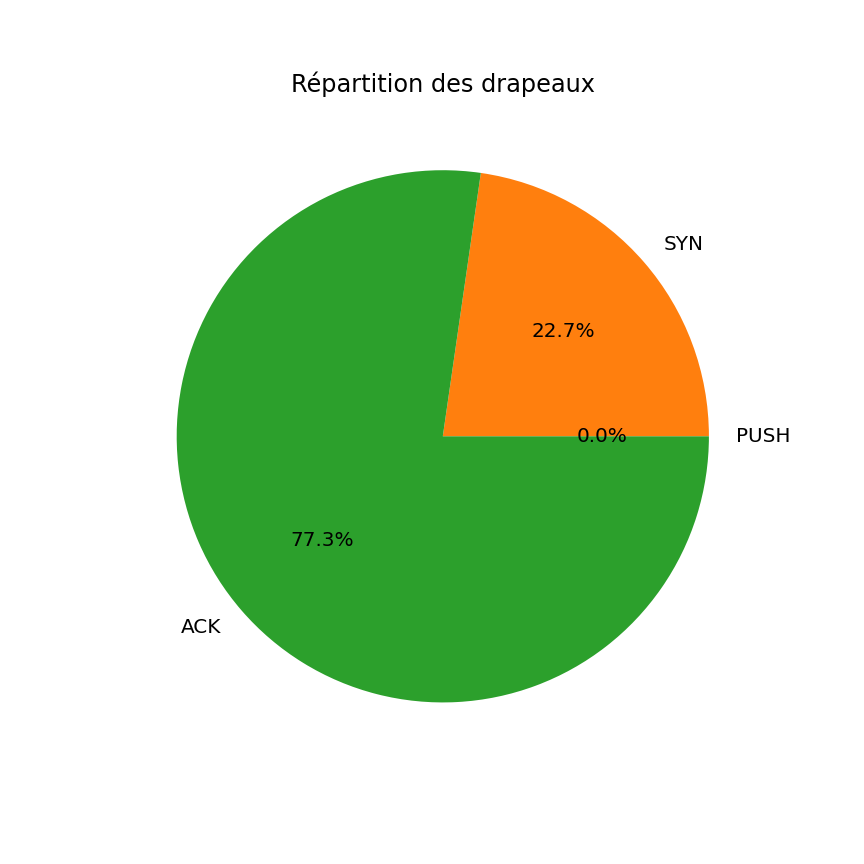 Répartition des drapeaux
SYN
22.7%
0.0%
PUSH
77.3%
ACK